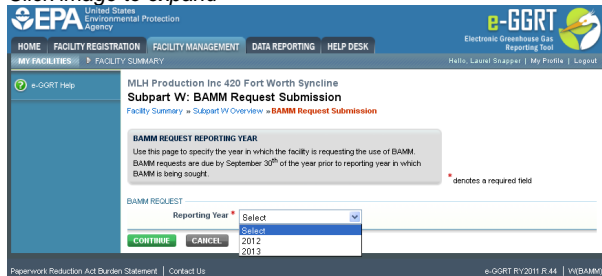 Click image to expand
EPA United States Environmental Protection Agency
e-GGRT
Electronic Greenhouse Gas
Reporting Tool
HOME FACILITY REGISTRATION FACILITY MANAGEMENT DATA REPORTING HELP DESK
MY FACILITIES FACILITY SUMMARY
Hello, Laurel Snapper | My Profile | Logout
e-GGRT Help
MLH Production Inc 420 Fort Worth Syncline
Subpart W: BAMM Request Submission
Facility Summary » Subpart W Overview » BAMM Request Submission
BAMM REQUEST REPORTING YEAR
Use this page to specify the year in which the facility is requesting the use of BAMM.
BAMM requests are due by September 30th of the year prior to reporting year in which
BAMM is being sought.
* denotes a required field
BAMM REQUEST
Reporting Year * Select
Select
2012
2013
CONTINUE CANCEL
Paperwork Reduction Act Burden Statement | Contact Us
e-GGRT RY2011.R.44 | W(BAMM)